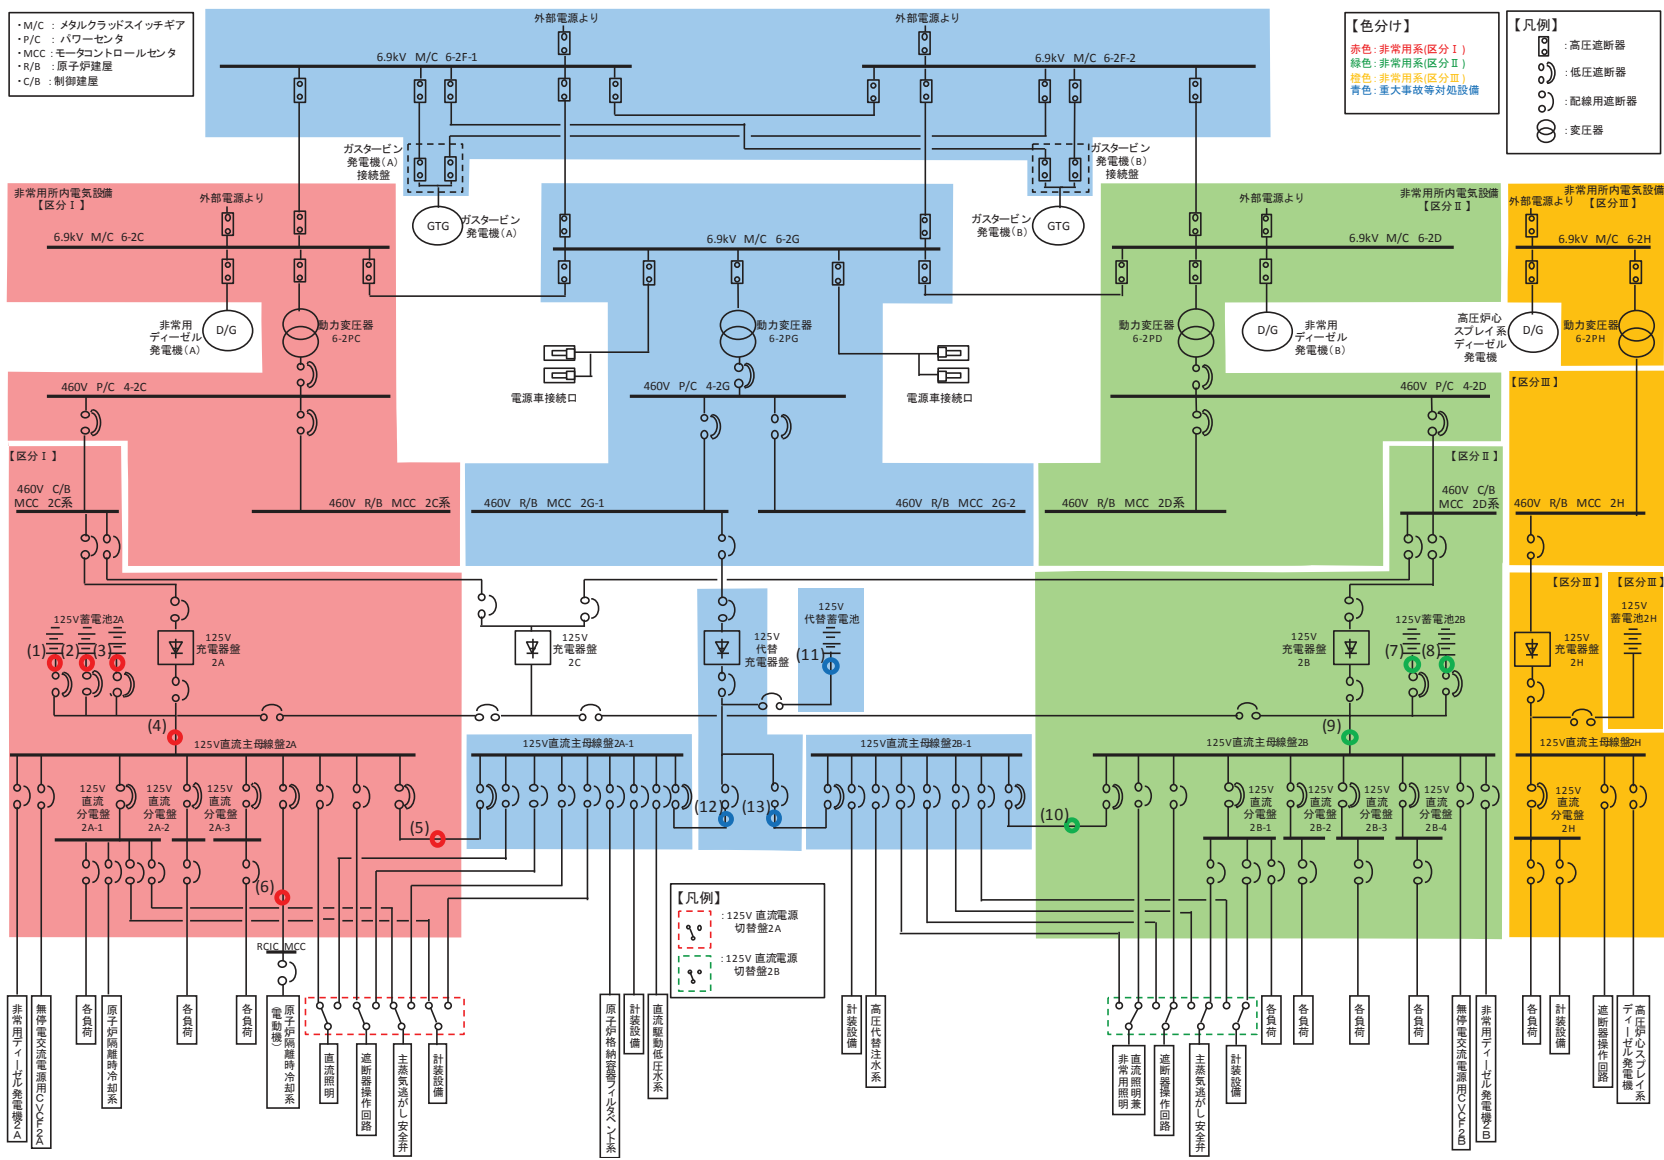 ・M/C ： メタルクラッドスイッチギア
・P/C ： パワーセンタ
・MCC ：モータコントロールセンタ
・R/B ： 原子炉建屋
・C/B ： 制御建屋
外部電源より
外部電源より
【色分け】
赤色：非常用系(区分Ⅰ)
緑色：非常用系(区分Ⅱ)
橙色：非常用系(区分Ⅲ)
青色：重大事故等対処設備
【凡例】
：高圧遮断器
：低圧遮断器
：配線用遮断器
：変圧器
6.9kV M/C 6-2F-1
6.9kV M/C 6-2F-2
ガスタービン
発電機(A)
接続盤
ガスタービン
発電機(B)
接続盤
GTG
ガスタービン
発電機(A)
ガスタービン
発電機(B)
GTG
非常用所内電気設備
【区分Ⅰ】
外部電源より
6.9kV M/C 6-2C
6.9kV M/C 6-2G
外部電源より
非常用所内電気設備
【区分Ⅱ】
6.9kV M/C 6-2D
非常用所内電気設備
外部電源より
【区分Ⅲ】
6.9kV M/C 6-2H
非常用
ディーゼル
発電機(A)
D/G
動力変圧器
6-2PC
動力変圧器
6-2PG
動力変圧器
6-2PD
D/G
非常用
ディーゼル
発電機(B)
高圧炉心
スプレイ系
ディーゼル
発電機
D/G
動力変圧器
6-2PH
電源車接続口
電源車接続口
460V P/C 4-2C
460V P/C 4-2G
460V P/C 4-2D
【区分Ⅲ】
【区分Ⅰ】
460V C/B
MCC 2C系
460V R/B MCC 2C系
460V R/B MCC 2G-1
460V R/B MCC 2G-2
460V R/B MCC 2D系
【区分Ⅱ】
460V C/B
MCC 2D系
460V R/B MCC 2H
【区分Ⅲ】
【区分Ⅲ】
125V蓄電池2A
(1)
(2)
(3)
125V
充電器盤
2A
125V
充電器盤
2C
125V
代替
充電器盤
125V
代替蓄電池
(11)
125V
充電器盤
2B
125V蓄電池2B
(7)
(8)
125V
充電器盤
2H
125V
蓄電池2H
(4)
(9)
125V直流主母線盤2A
125V直流主母線盤2A-1
125V直流主母線盤2B-1
125V直流主母線盤2B
125V直流主母線盤2H
125V
直流
分電盤
2A-1
125V
直流
分電盤
2A-2
125V
直流
分電盤
2A-3
(5)
(12)
(13)
(10)
125V
直流
分電盤
2B-1
125V
直流
分電盤
2B-2
125V
直流
分電盤
2B-3
125V
直流
分電盤
2B-4
125V
直流
分電盤
2H
(6)
RCIC MCC
【凡例】
：125V 直流電源
切替盤2A
：125V 直流電源
切替盤2B
非常用ディーゼル発電機2A
無停電交流電源用CVCF2A
各負荷
原子炉隔離時冷却系
各負荷
各負荷
原子炉隔離時冷却系
(電動機)
直流照明
遮断器操作回路
主蒸気逃がし安全弁
計装設備
原子炉格納容器フィルタベント系
計装設備
直流駆動低圧注水系
計装設備
高圧代替注水系
直流照明兼
非常用照明
遮断器操作回路
主蒸気逃がし安全弁
計装設備
各負荷
各負荷
各負荷
各負荷
無停電交流電源用CVCF2B
非常用ディーゼル発電機2B
各負荷
計装設備
遮断器操作回路
高圧炉心スプレイ系
ディーゼル発電機